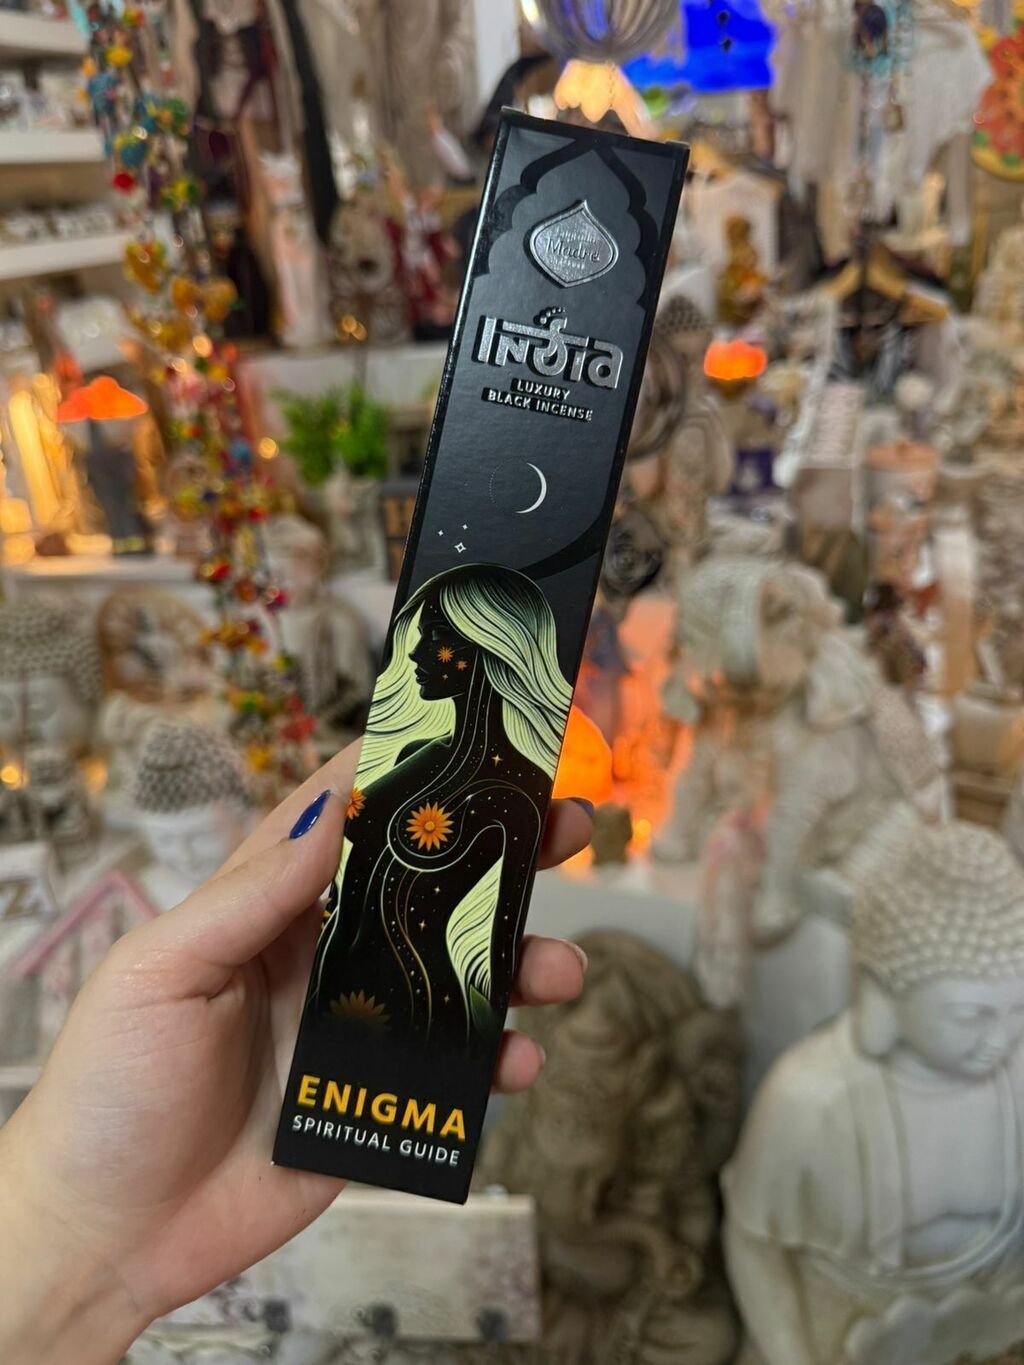 Madre
India
LUXURY
BLACK INCENSE
ENIGMA
SPIRITUAL GUIDE